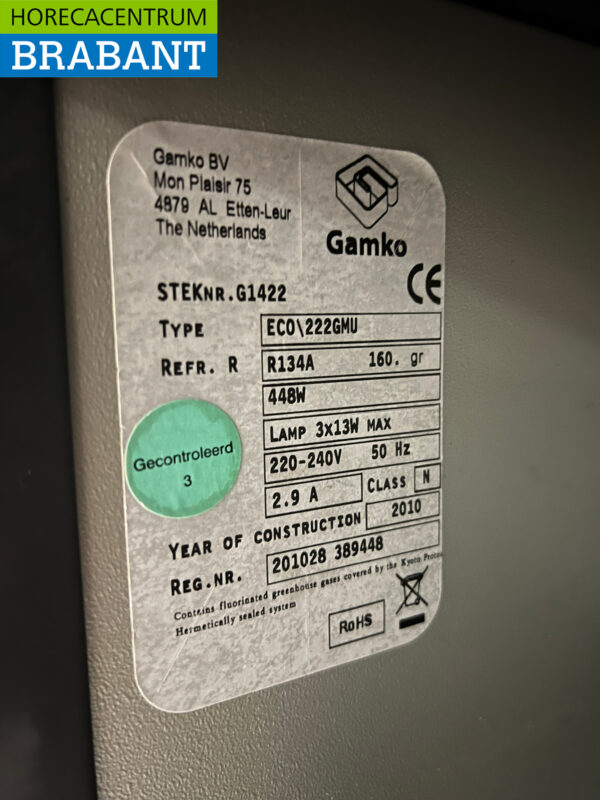 HORECACENTRUM
BRABANT
Gamko BV
Mon Plaisir 75
4879 AL Etten-Leur
The Netherlands
Gamko
CE
STEKNR.G1422
TYPE ECO\222GMU
REFR. R R134A 160. gr
448W
LAMP 3x13W MAX
220-240V 50 Hz
2.9 A CLASS N
YEAR OF CONSTRUCTION 2010
REG.NR. 201028 389448
Gecontroleerd
3
Contains fluorinated greenhouse gases covered by the Kyoto
Hermetically sealed system
RoHS